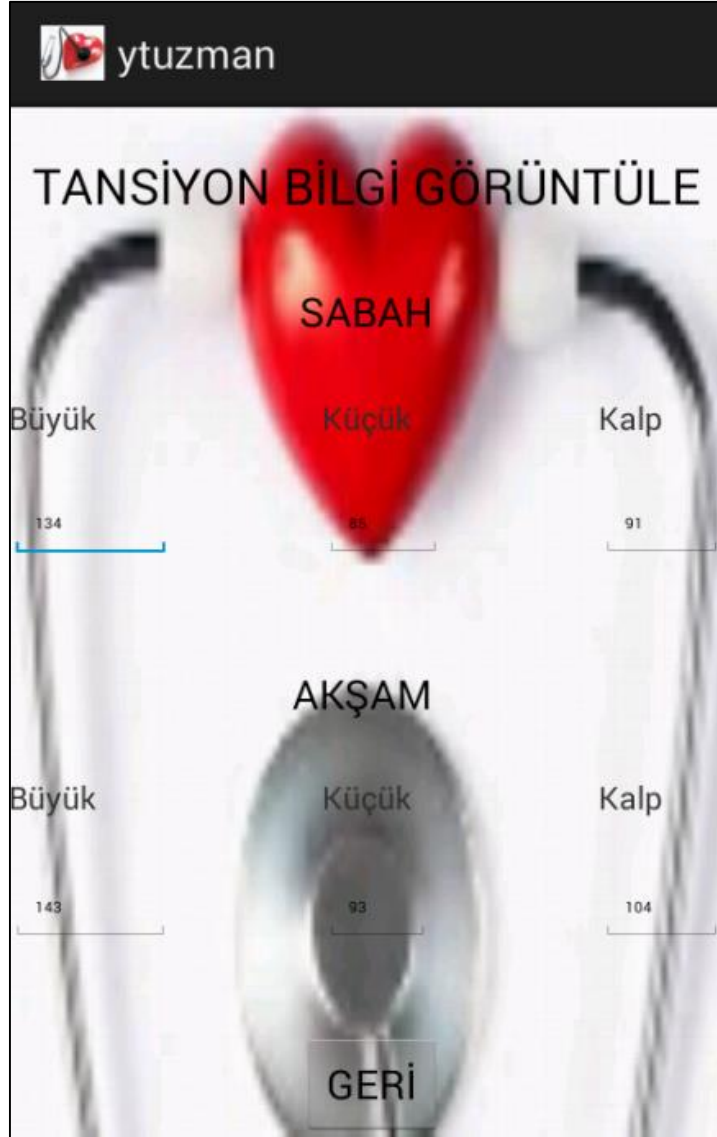 ytuzman
TANSİYON BİLGİ GÖRÜNTÜLE
SABAH
Büyük Küçük Kalp
134 85 91
AKŞAM
Büyük Küçük Kalp
143 93 104
GERİ